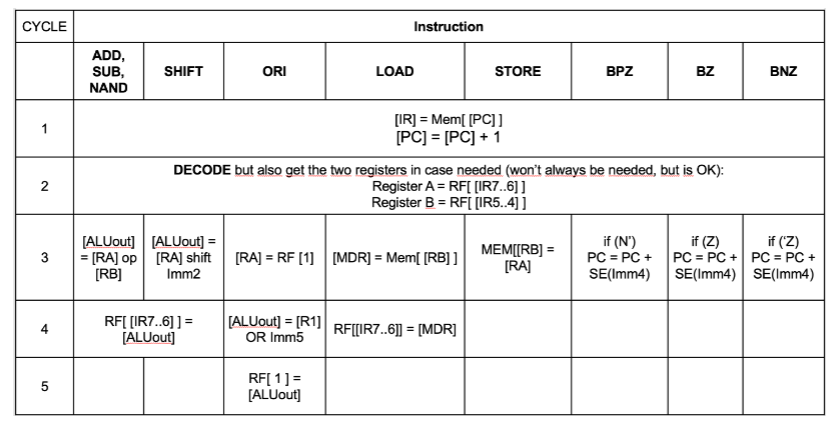 CYCLE Instruction
ADD, SUB, NAND SHIFT ORI LOAD STORE BPZ BZ BNZ
1
[IR] = Mem[ [PC] ]
[PC] = [PC] + 1
2
DECODE but also get the two registers in case needed (won't always be needed, but is OK):
Register A = RF[ [IR7..6] ]
Register B = RF[ [IR5..4] ]
3
[ALUout] = [RA] op [RB]
[ALUout] = [RA] shift Imm2
[RA] = RF [1]
[MDR] = Mem[ [RB] ]
MEM[[RB] = [RA]
if (N') PC = PC + SE(Imm4)
if (Z) PC = PC + SE(Imm4)
if ('Z) PC = PC + SE(Imm4)
4
RF[ [IR7..6] ] = [ALUout]
[ALUout] = [R1] OR Imm5
RF[[IR7..6]] = [MDR]
5
RF[ 1 ] = [ALUout]